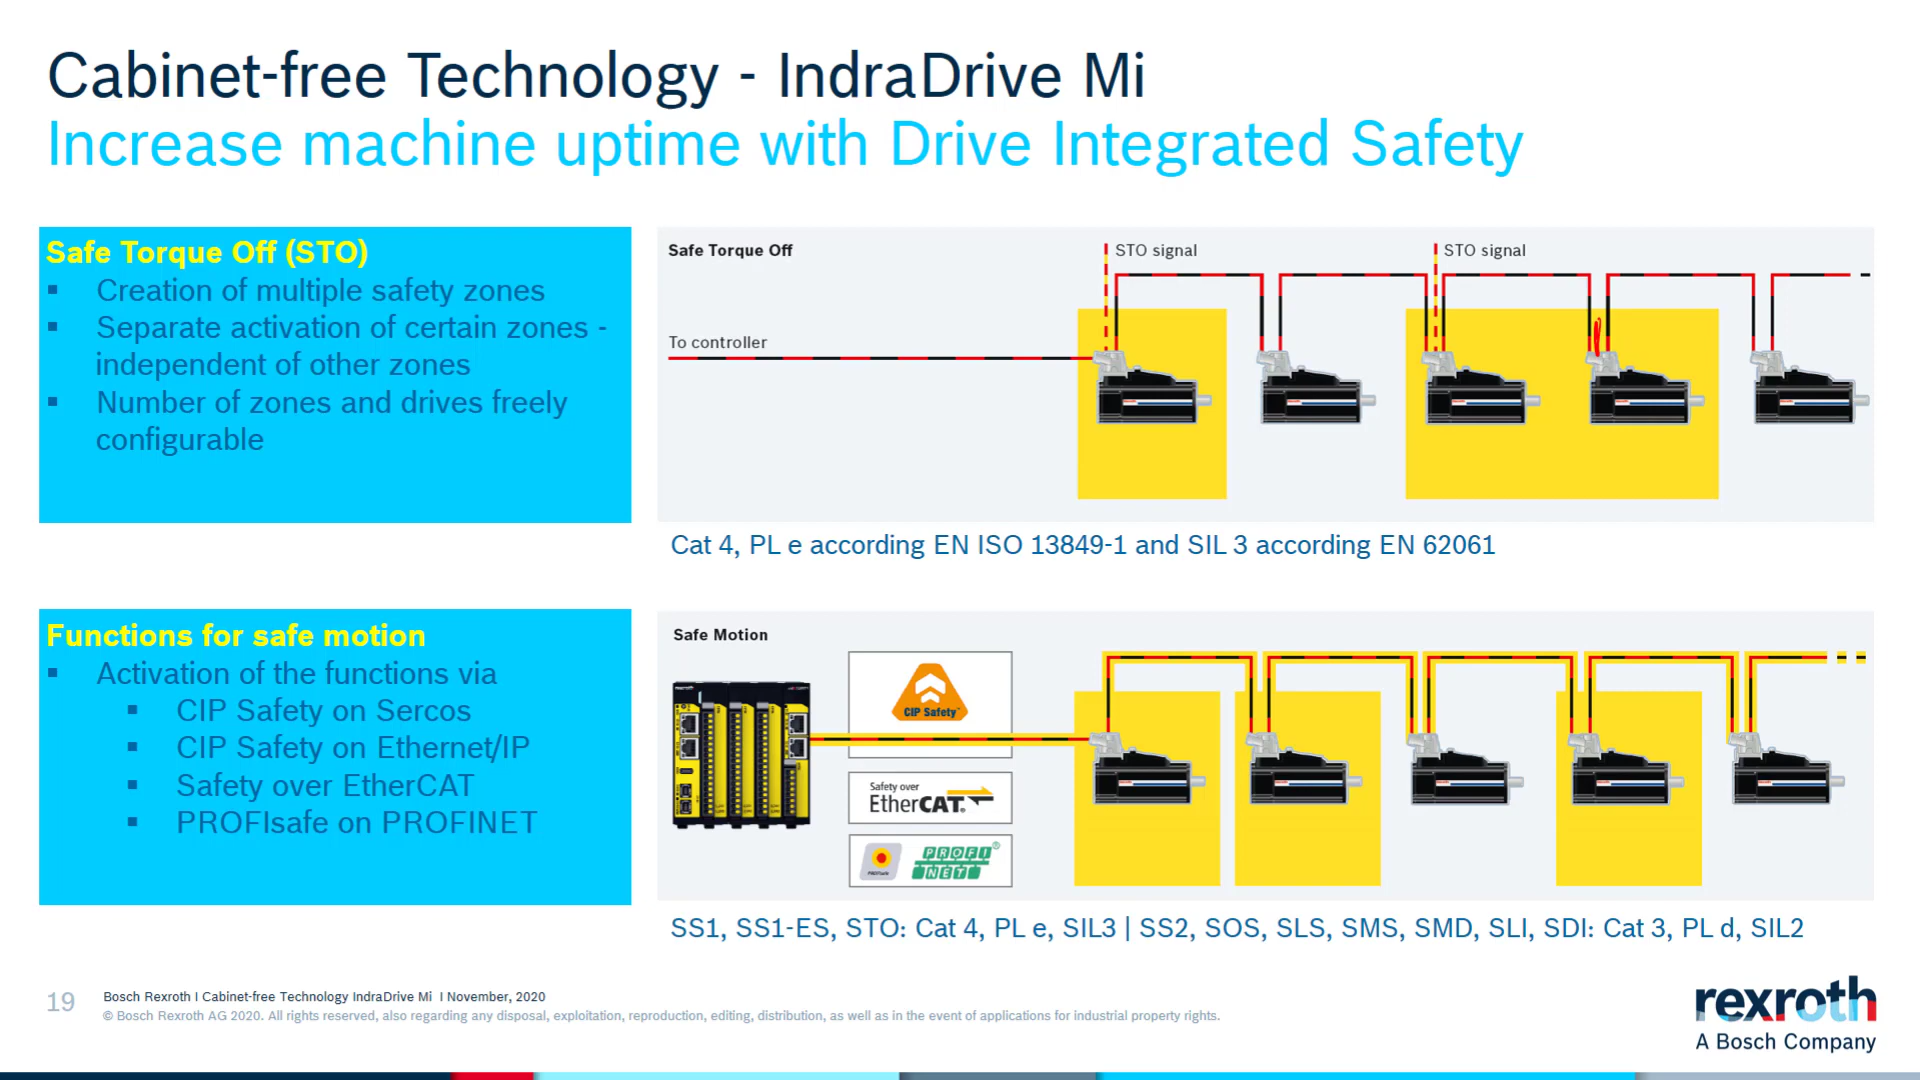 Cabinet-free Technology - IndraDrive Mi
Increase machine uptime with Drive Integrated Safety
Safe Torque Off (STO)
▪ Creation of multiple safety zones
▪ Separate activation of certain zones -
independent of other zones
▪ Number of zones and drives freely
configurable
Safe Torque Off
STO signal
STO signal
To controller
Cat 4, PL e according EN ISO 13849-1 and SIL 3 according EN 62061
Functions for safe motion
▪ Activation of the functions via
▪ CIP Safety on Sercos
▪ CIP Safety on Ethernet/IP
▪ Safety over EtherCAT
▪ PROFIsafe on PROFINET
Safe Motion
CIP Safety™
Safety over
EtherCAT®
PROFIsafe
PROFI®
NET
SS1, SS1-ES, STO: Cat 4, PL e, SIL3 | SS2, SOS, SLS, SMS, SMD, SLI, SDI: Cat 3, PL d, SIL2
19
Bosch Rexroth I Cabinet-free Technology IndraDrive Mi I November, 2020
© Bosch Rexroth AG 2020. All rights reserved, also regarding any disposal, exploitation, reproduction, editing, distribution, as well as in the event of applications for industrial property rights.
rexroth
A Bosch Company